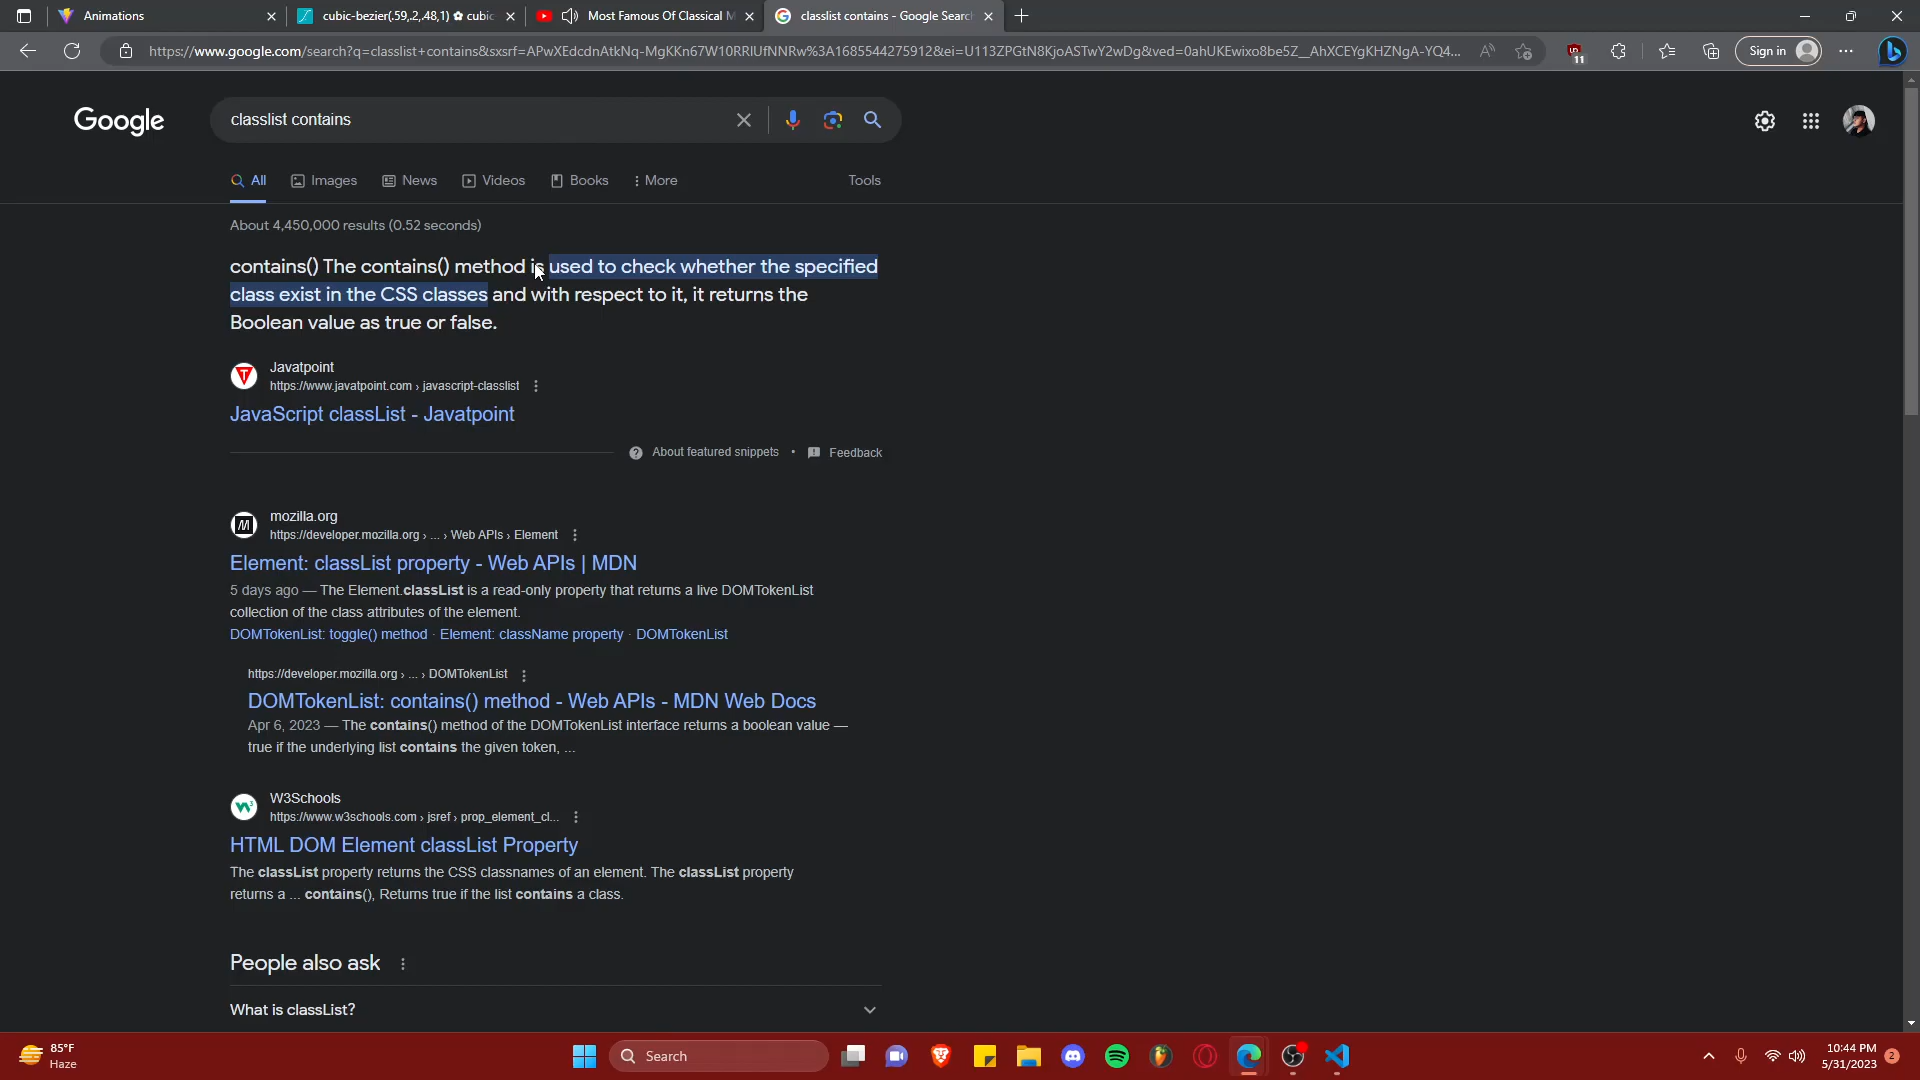 Animations
cubic-bezier(.59,.2,.48,1) ✿ cubic
Most Famous Of Classical M
classlist contains - Google Search
https://www.google.com/search?q=classlist+contains&sxsrf=APwXEdcdnAtkNq-MgKKn67W10RRIUfNNRw%3A1685544275912&ei=U113ZPGtN8KjoASTwY2wDg&ved=0ahUKEwixo8be5Z__AhXCEYgKHZNgA-YQ4...
11
Sign in
Google
classlist contains
All
Images
News
Videos
Books
More
Tools
About 4,450,000 results (0.52 seconds)
contains() The contains() method is used to check whether the specified
class exist in the CSS classes and with respect to it, it returns the
Boolean value as true or false.
Javatpoint
https://www.javatpoint.com › javascript-classlist
JavaScript classList - Javatpoint
About featured snippets • Feedback
mozilla.org
https://developer.mozilla.org › ... › Web APIs › Element
Element: classList property - Web APIs | MDN
5 days ago — The Element.classList is a read-only property that returns a live DOMTokenList
collection of the class attributes of the element.
DOMTokenList: toggle() method · Element: className property · DOMTokenList
https://developer.mozilla.org › ... › DOMTokenList
DOMTokenList: contains() method - Web APIs - MDN Web Docs
Apr 6, 2023 — The contains() method of the DOMTokenList interface returns a boolean value —
true if the underlying list contains the given token, ...
W3Schools
https://www.w3schools.com › jsref › prop_element_cl...
HTML DOM Element classList Property
The classList property returns the CSS classnames of an element. The classList property
returns a ... contains(), Returns true if the list contains a class.
People also ask
What is classList?
85°F
Haze
Search
10:44 PM
5/31/2023
2